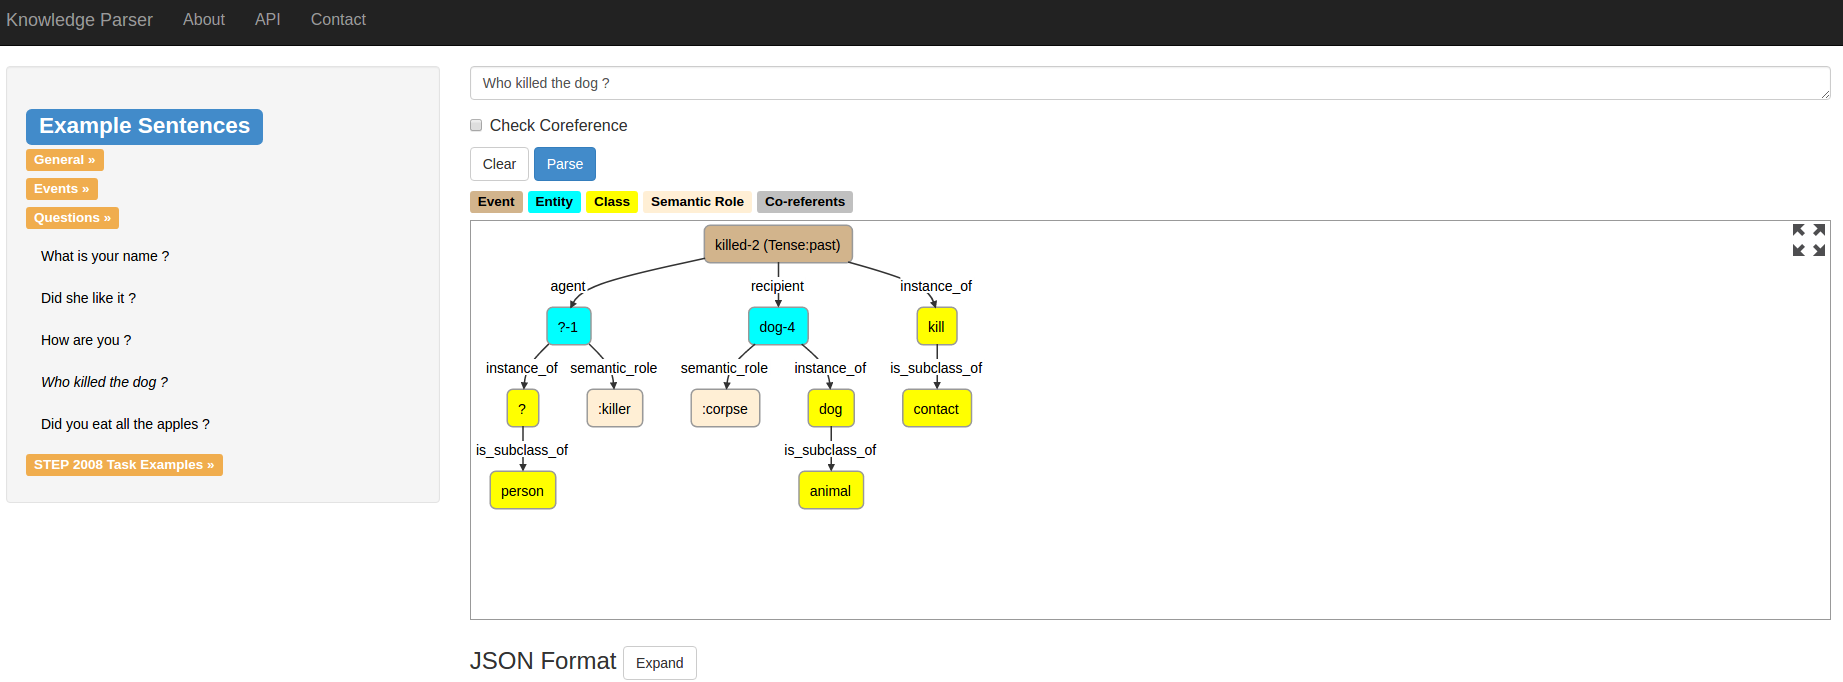 Knowledge Parser About API Contact
Example Sentences
General »
Events »
Questions »
What is your name ?
Did she like it ?
How are you ?
Who killed the dog ?
Did you eat all the apples ?
STEP 2008 Task Examples »
Who killed the dog ?
Check Coreference
Clear Parse
Event Entity Class Semantic Role Co-referents
killed-2 (Tense:past)
agent recipient instance_of
?-1 dog-4 kill
instance_of semantic_role semantic_role instance_of is_subclass_of
? :killer :corpse dog contact
is_subclass_of is_subclass_of
person animal
JSON Format Expand